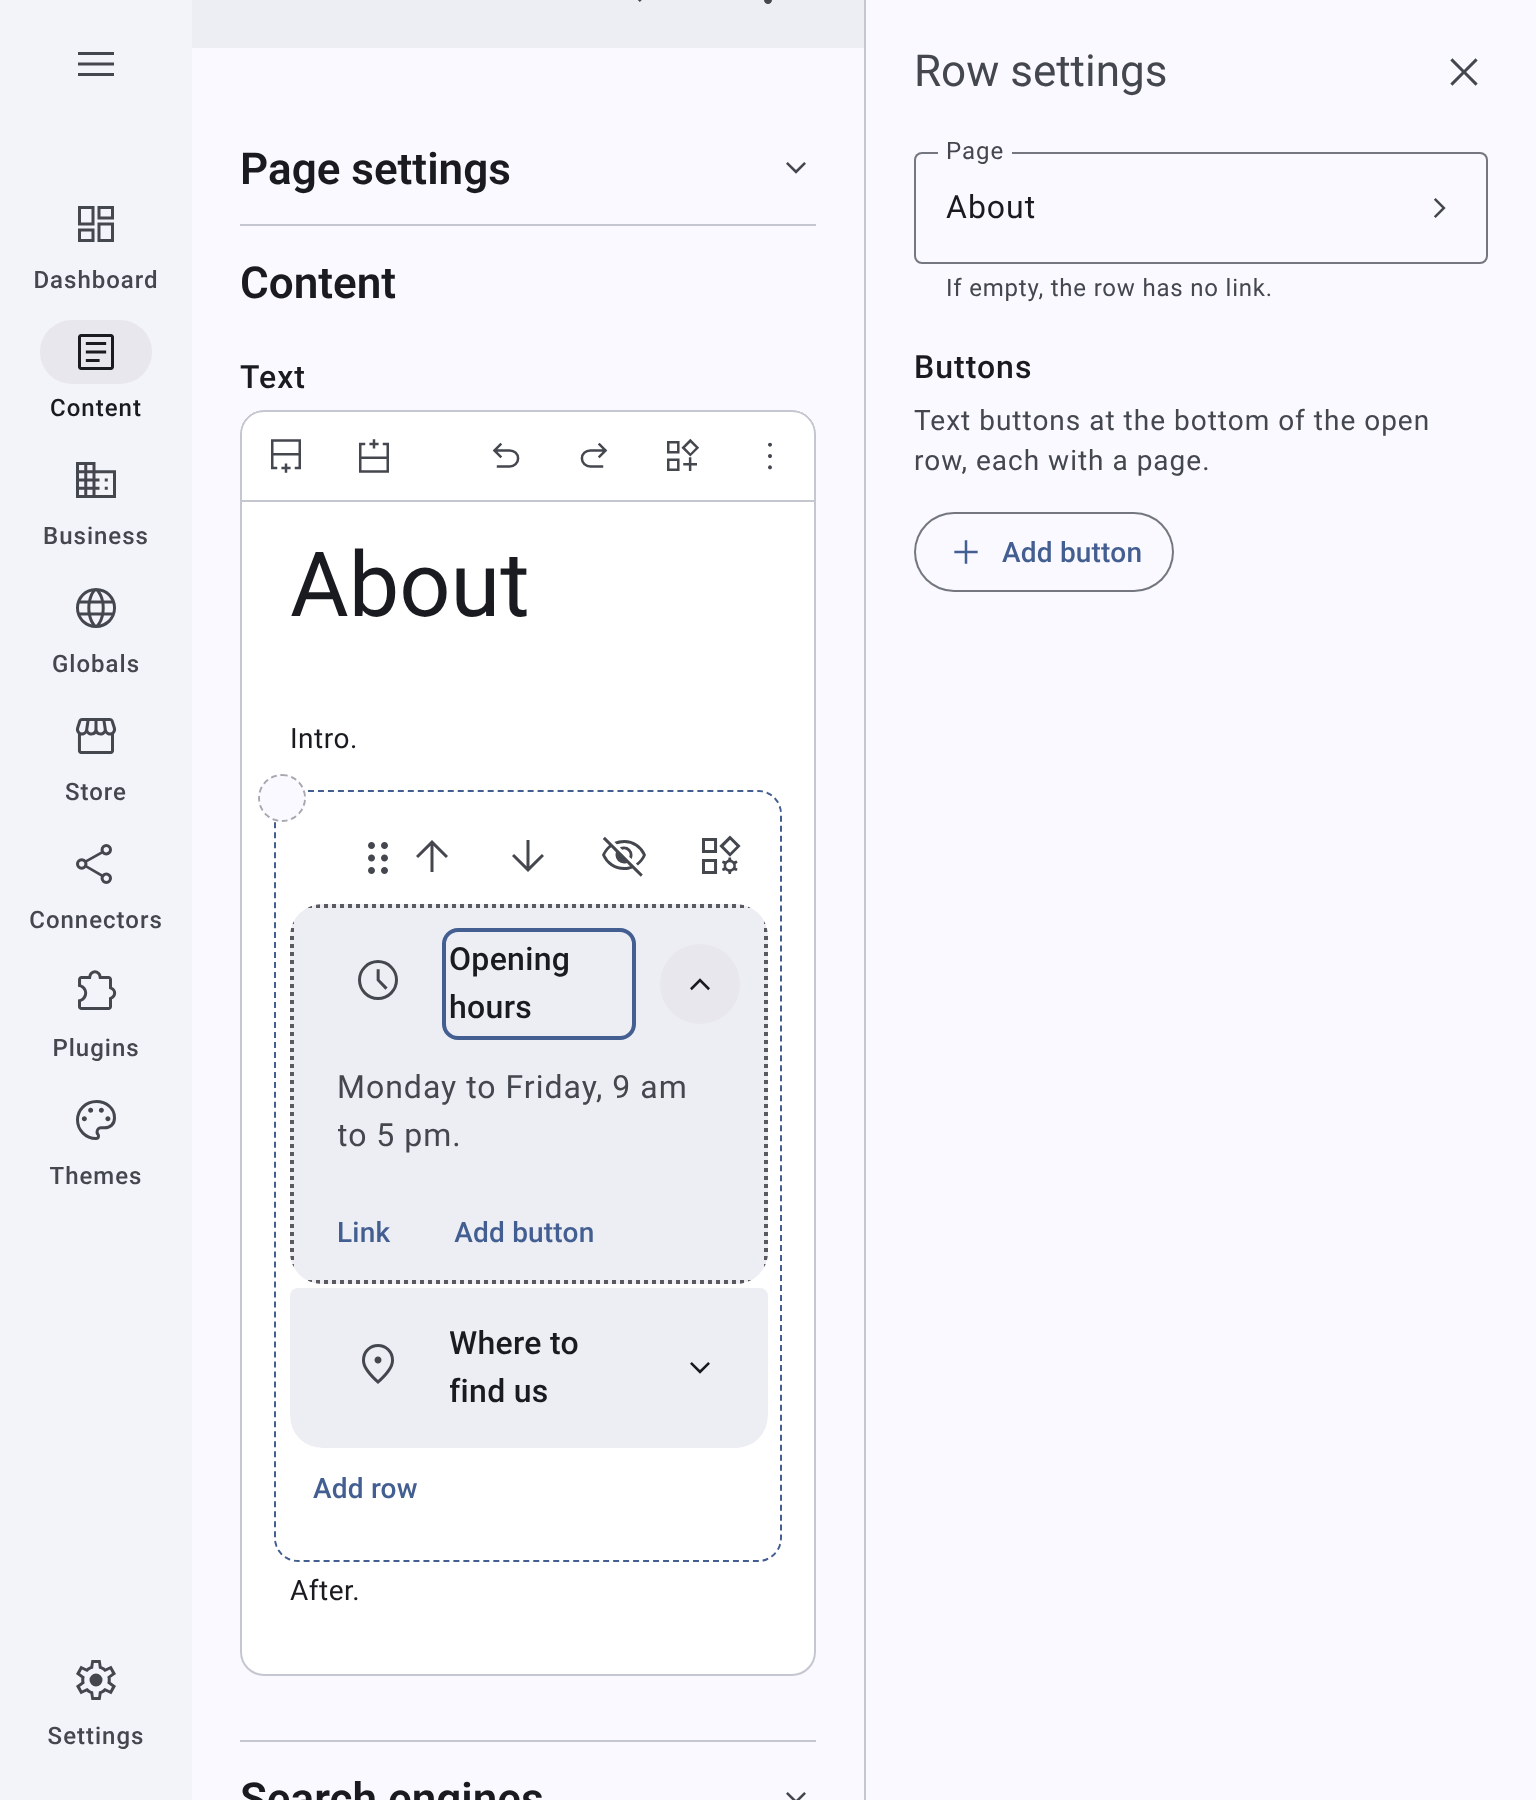 Dashboard
Content
Business
Globals
Store
Connectors
Plugins
Themes
Settings
Page settings
Content
Text
About
Intro.
Opening
hours
Monday to Friday, 9 am
to 5 pm.
Link
Add button
Where to
find us
Add row
After.
Search engines
Row settings
Page
About
If empty, the row has no link.
Buttons
Text buttons at the bottom of the open
row, each with a page.
Add button